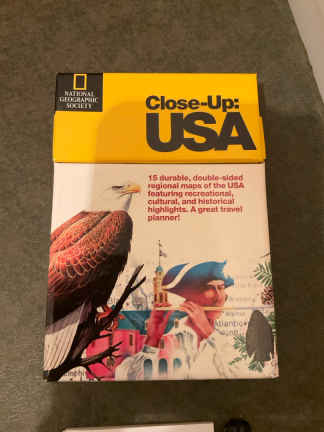 NATIONAL
GEOGRAPHIC
SOCIETY
Close-Up:
USA
15 durable, double-sided
regional maps of the USA
featuring recreational,
cultural, and historical
highlights. A great travel
planner!
Atlantic